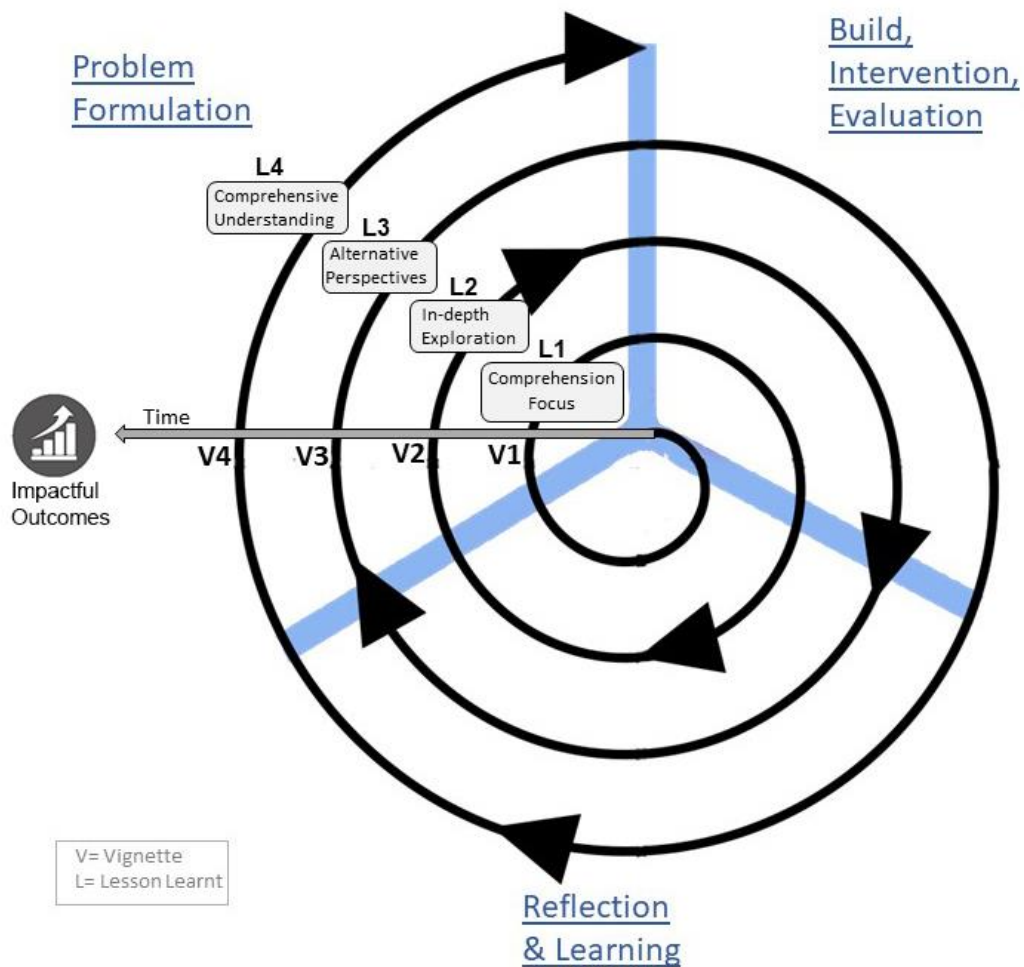 Problem
Formulation
Build,
Intervention,
Evaluation
L4
Comprehensive
Understanding
L3
Alternative
Perspectives
L2
In-depth
Exploration
L1
Comprehension
Focus
Time
V4
V3
V2
V1
Impactful
Outcomes
V= Vignette
L= Lesson Learnt
Reflection
& Learning